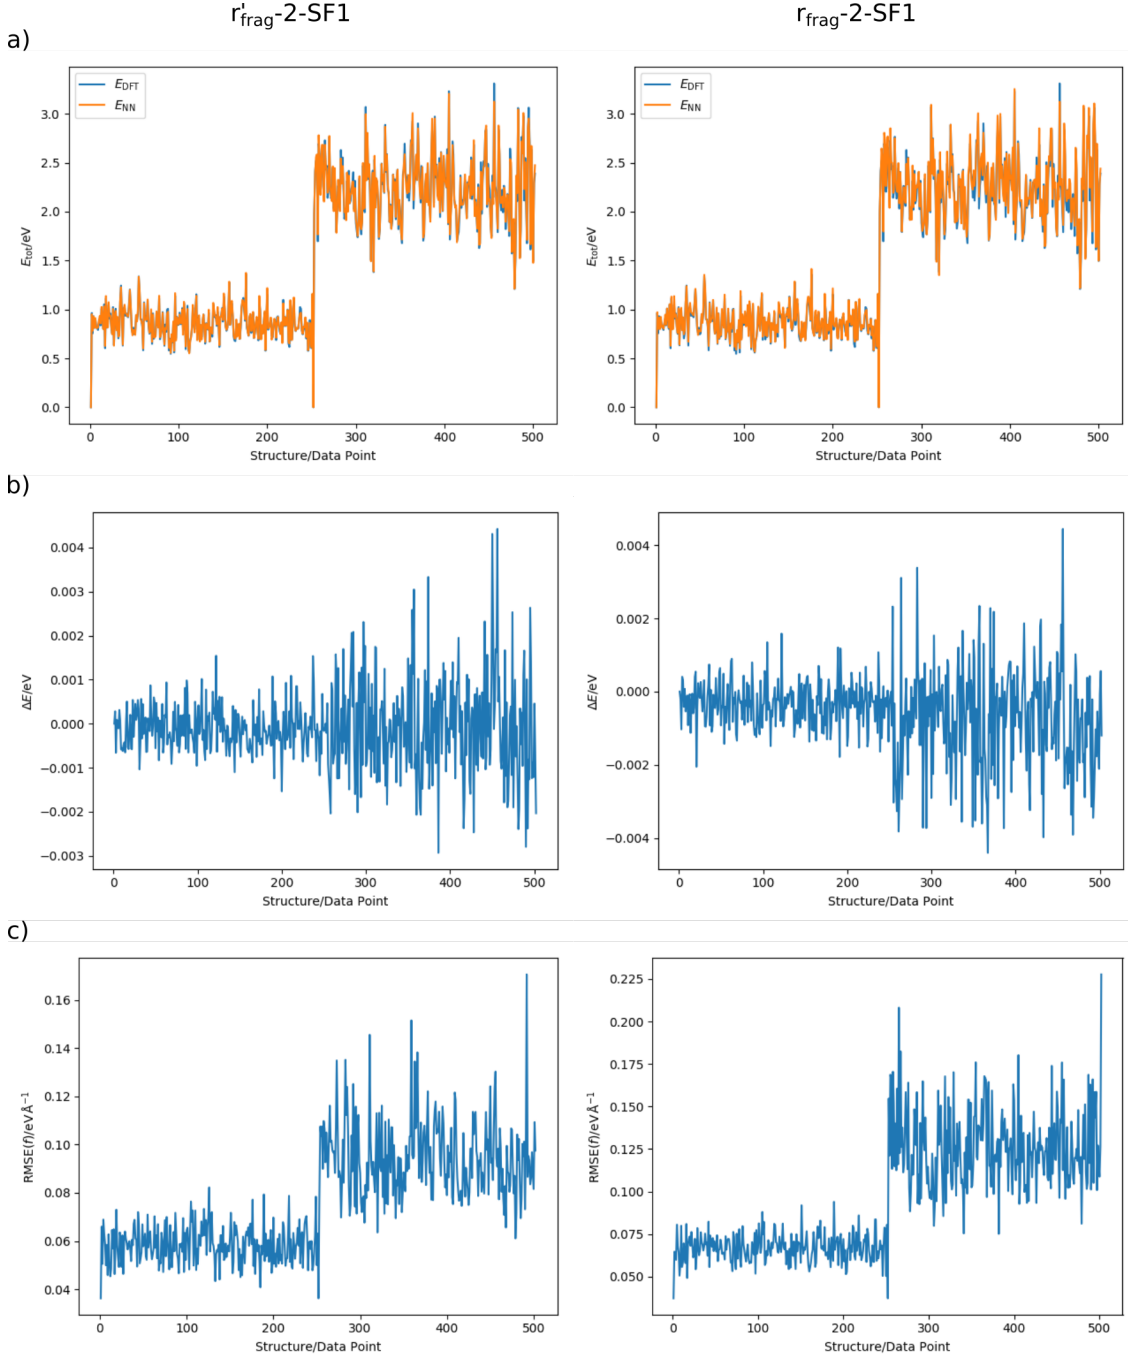 r'frag-2-SF1
rfrag-2-SF1
a)
EDFT
ENN
3.0
2.5
2.0
1.5
1.0
0.5
0.0
Etot/eV
0 100 200 300 400 500
Structure/Data Point
EDFT
ENN
3.0
2.5
2.0
1.5
1.0
0.5
0.0
Etot/eV
0 100 200 300 400 500
Structure/Data Point
b)
0.004
0.003
0.002
0.001
0.000
−0.001
−0.002
−0.003
ΔE/eV
0 100 200 300 400 500
Structure/Data Point
0.004
0.002
0.000
−0.002
−0.004
ΔE/eV
0 100 200 300 400 500
Structure/Data Point
c)
0.16
0.14
0.12
0.10
0.08
0.06
0.04
RMSE(f)/eVÅ⁻¹
0 100 200 300 400 500
Structure/Data Point
0.225
0.200
0.175
0.150
0.125
0.100
0.075
0.050
RMSE(f)/eVÅ⁻¹
0 100 200 300 400 500
Structure/Data Point